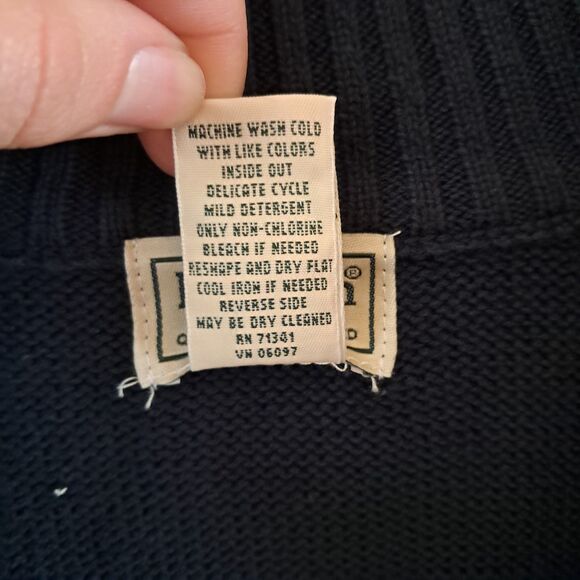 MACHINE WASH COLD
WITH LIKE COLORS
INSIDE OUT
DELICATE CYCLE
MILD DETERGENT
ONLY NON-CHLORINE
BLEACH IF NEEDED
RESHAPE AND DRY FLAT
COOL IRON IF NEEDED
REVERSE SIDE
MAY BE DRY CLEANED
RN 71341
VN 06097